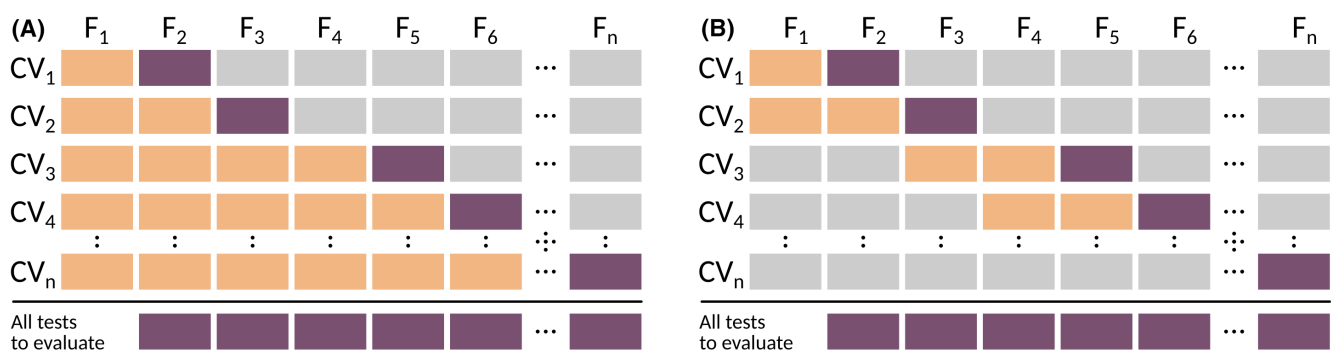 (A) F1 F2 F3 F4 F5 F6 Fn
CV1 ...
CV2 ...
CV3 ...
CV4 ...
: : : : : : :
CVn ...
All tests
to evaluate ...
(B) F1 F2 F3 F4 F5 F6 Fn
CV1 ...
CV2 ...
CV3 ...
CV4 ...
: : : : : : :
CVn ...
All tests
to evaluate ...